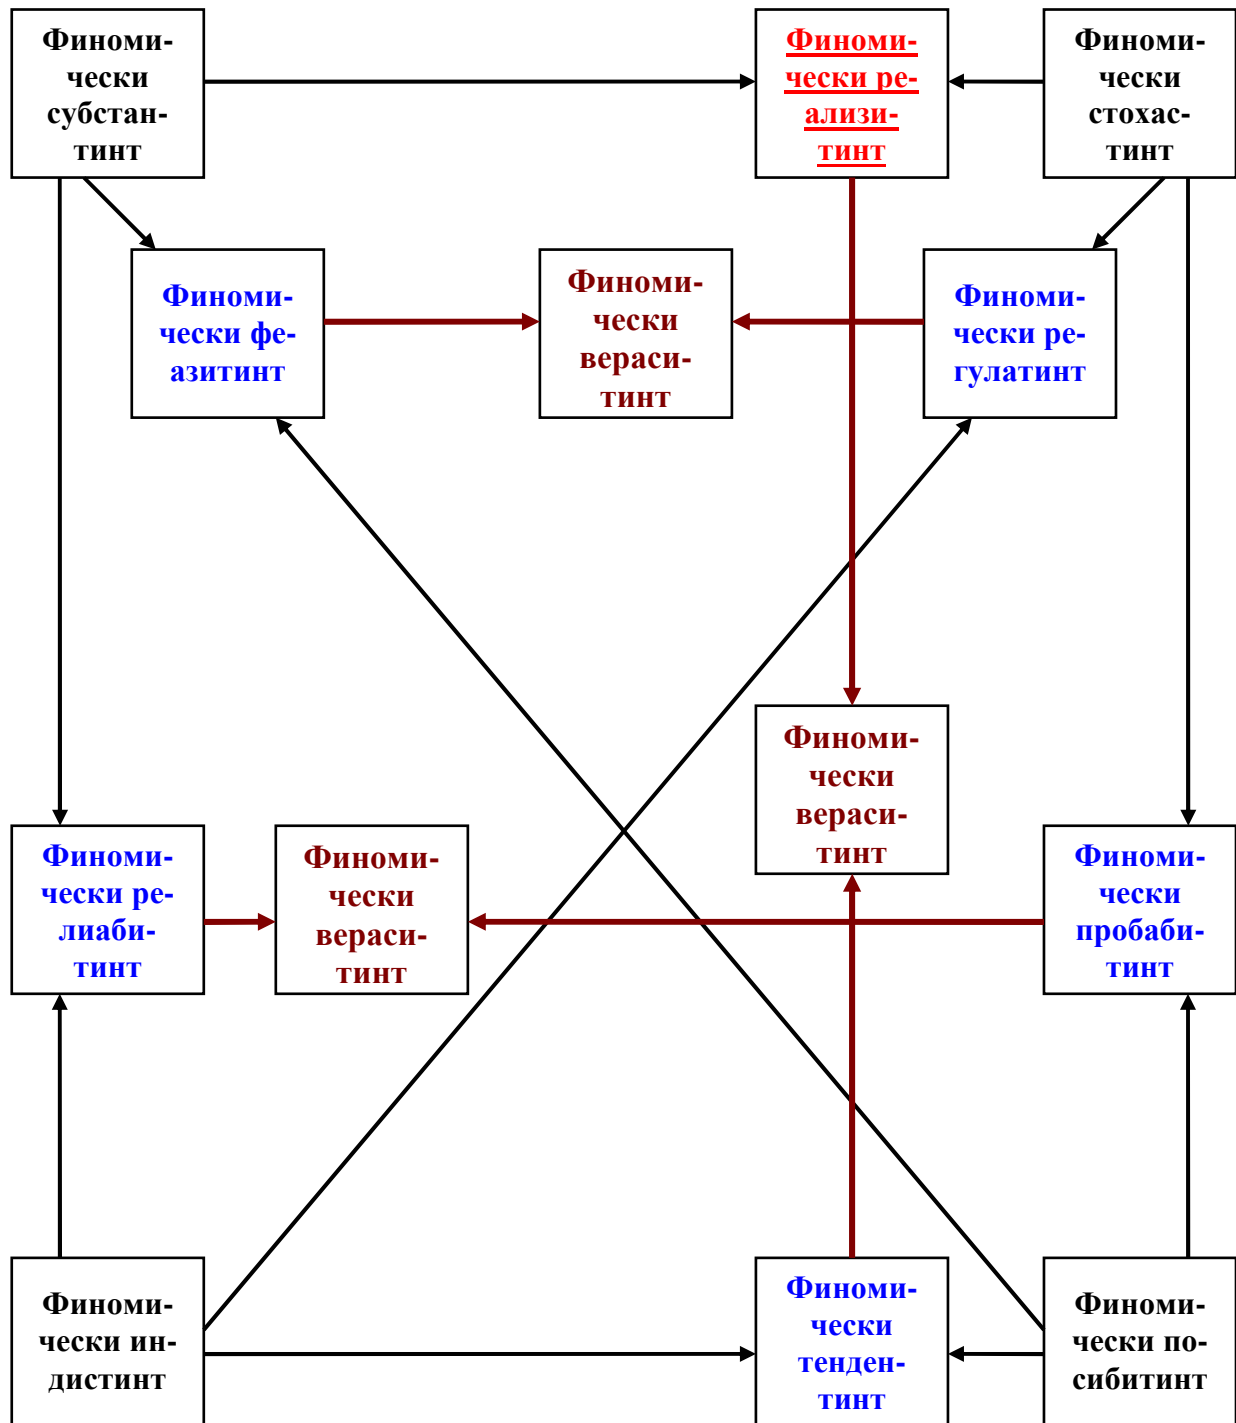 Финоми-
чески
субстан-
тинт
Финоми-
чески ре-
ализи-
тинт
Финоми-
чески
стохас-
тинт
Финоми-
чески фе-
азитинт
Финоми-
чески
вераси-
тинт
Финоми-
чески ре-
гулатинт
Финоми-
чески
вераси-
тинт
Финоми-
чески ре-
лиаби-
тинт
Финоми-
чески
вераси-
тинт
Финоми-
чески
пробаби-
тинт
Финоми-
чески ин-
дистинт
Финоми-
чески
тенден-
тинт
Финоми-
чески по-
сибитинт